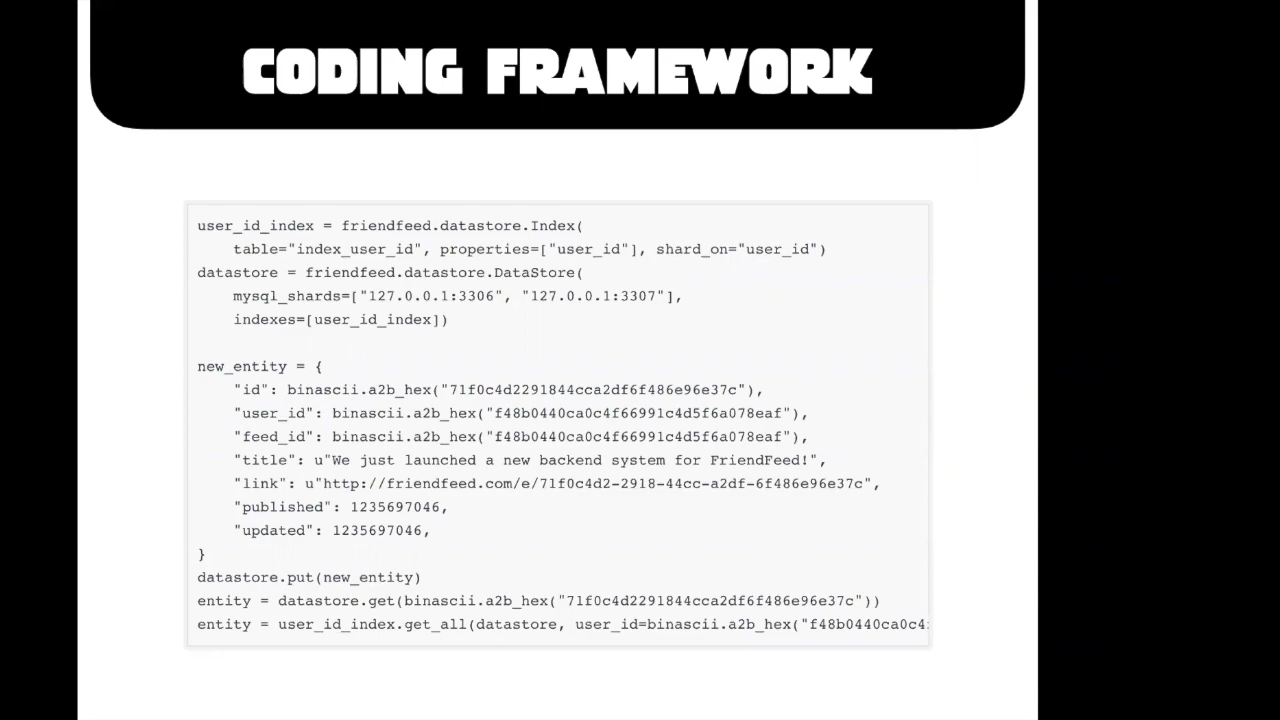 CODING FRAMEWORK
user_id_index = friendfeed.datastore.Index(
    table="index_user_id", properties=["user_id"], shard_on="user_id")
datastore = friendfeed.datastore.DataStore(
    mysql_shards=["127.0.0.1:3306", "127.0.0.1:3307"],
    indexes=[user_id_index])
new_entity = {
    "id": binascii.a2b_hex("71f0c4d2291844cca2df6f486e96e37c"),
    "user_id": binascii.a2b_hex("f48b0440ca0c4f66991c4d5f6a078eaf"),
    "feed_id": binascii.a2b_hex("f48b0440ca0c4f66991c4d5f6a078eaf"),
    "title": u"We just launched a new backend system for FriendFeed!",
    "link": u"http://friendfeed.com/e/71f0c4d2-2918-44cc-a2df-6f486e96e37c",
    "published": 1235697046,
    "updated": 1235697046,
}
datastore.put(new_entity)
entity = datastore.get(binascii.a2b_hex("71f0c4d2291844cca2df6f486e96e37c"))
entity = user_id_index.get_all(datastore, user_id=binascii.a2b_hex("f48b0440ca0c4